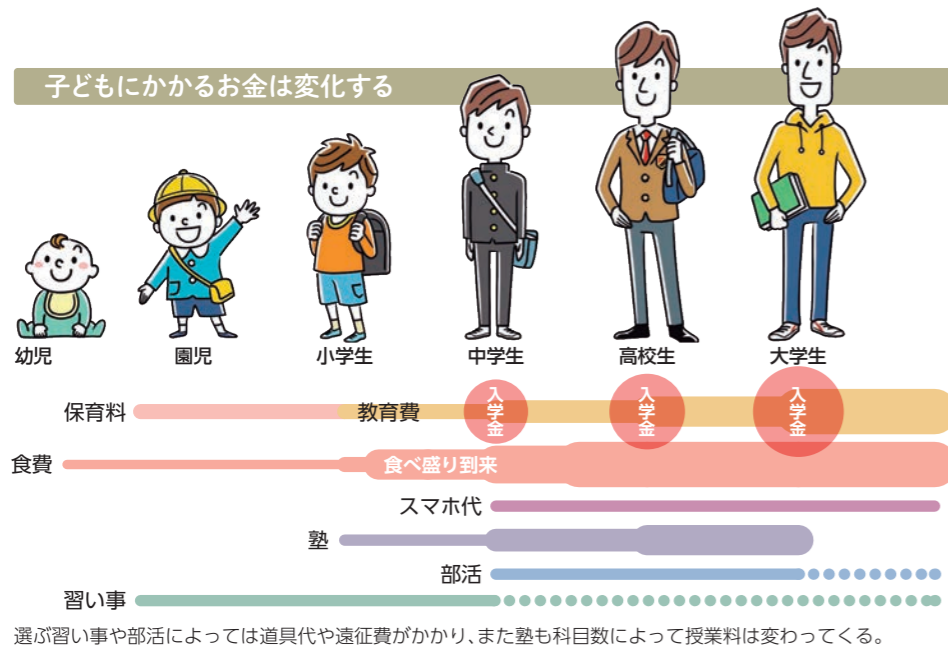 子どもにかかるお金は変化する
幼児
園児
小学生
中学生
高校生
大学生
保育料
教育費
入学金
入学金
入学金
食費
食べ盛り到来
スマホ代
塾
部活
習い事
選ぶ習い事や部活によっては道具代や遠征費がかかり、また塾も科目数によって授業料は変わってくる。